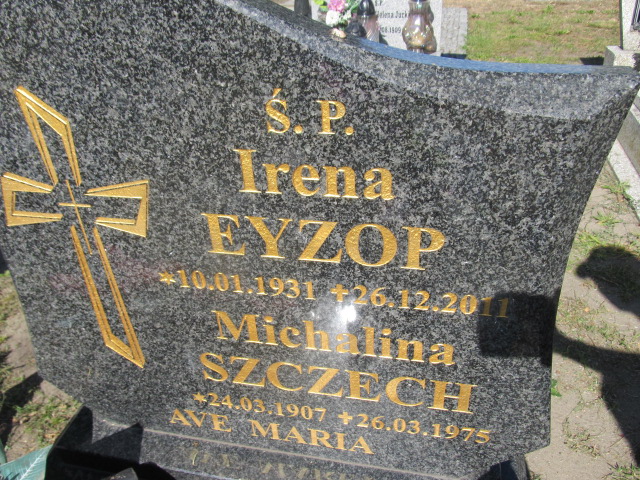 Ś. P.
Irena
EYZOP
*10.01.1931 +26.12.2011
Michalina
SZCZECH
*24.03.1907 +26.03.1975
AVE MARIA